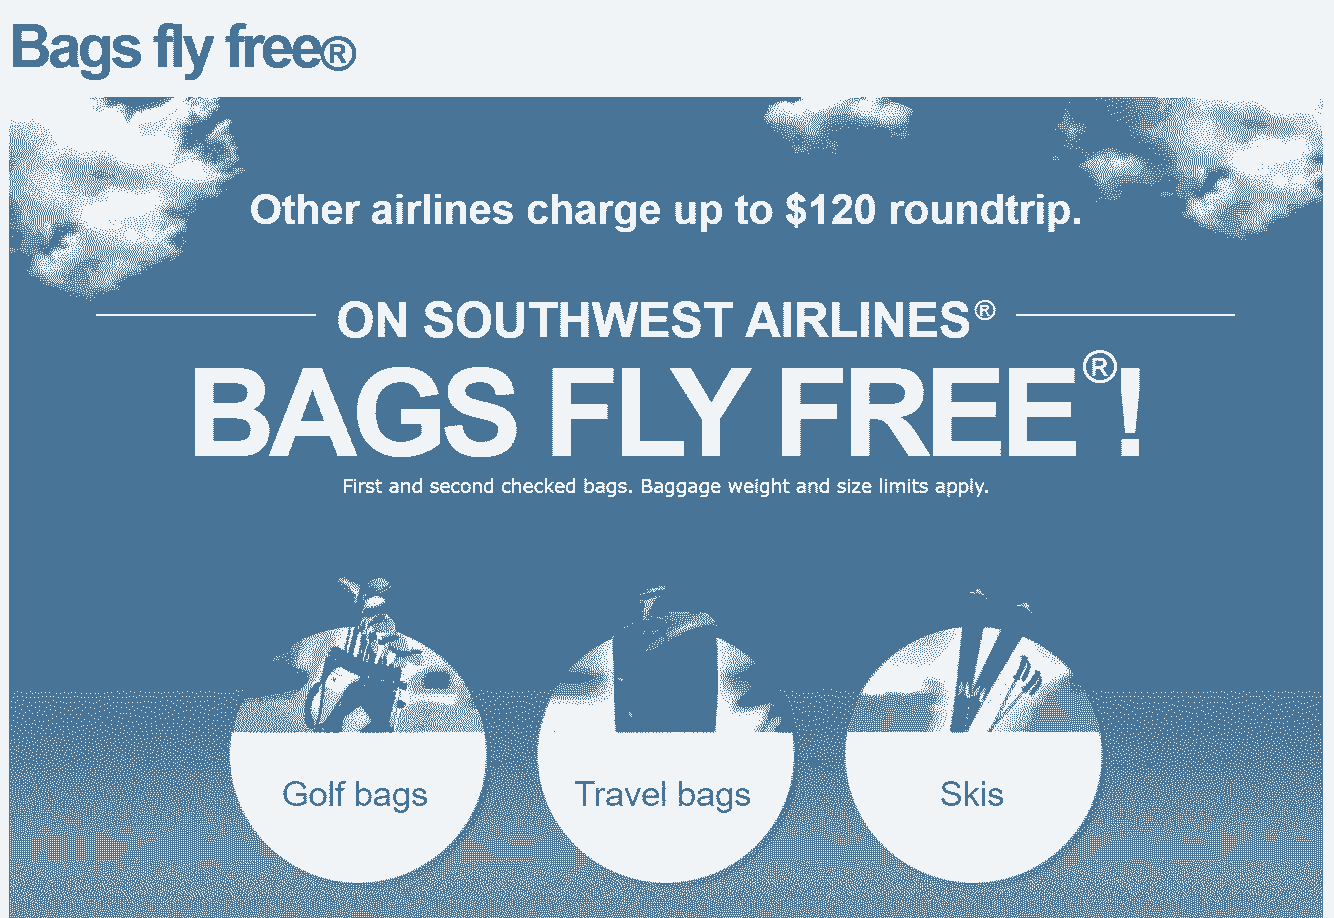 Bags fly free®
Other airlines charge up to $120 roundtrip.
ON SOUTHWEST AIRLINES®
BAGS FLY FREE®!
First and second checked bags. Baggage weight and size limits apply.
Golf bags
Travel bags
Skis